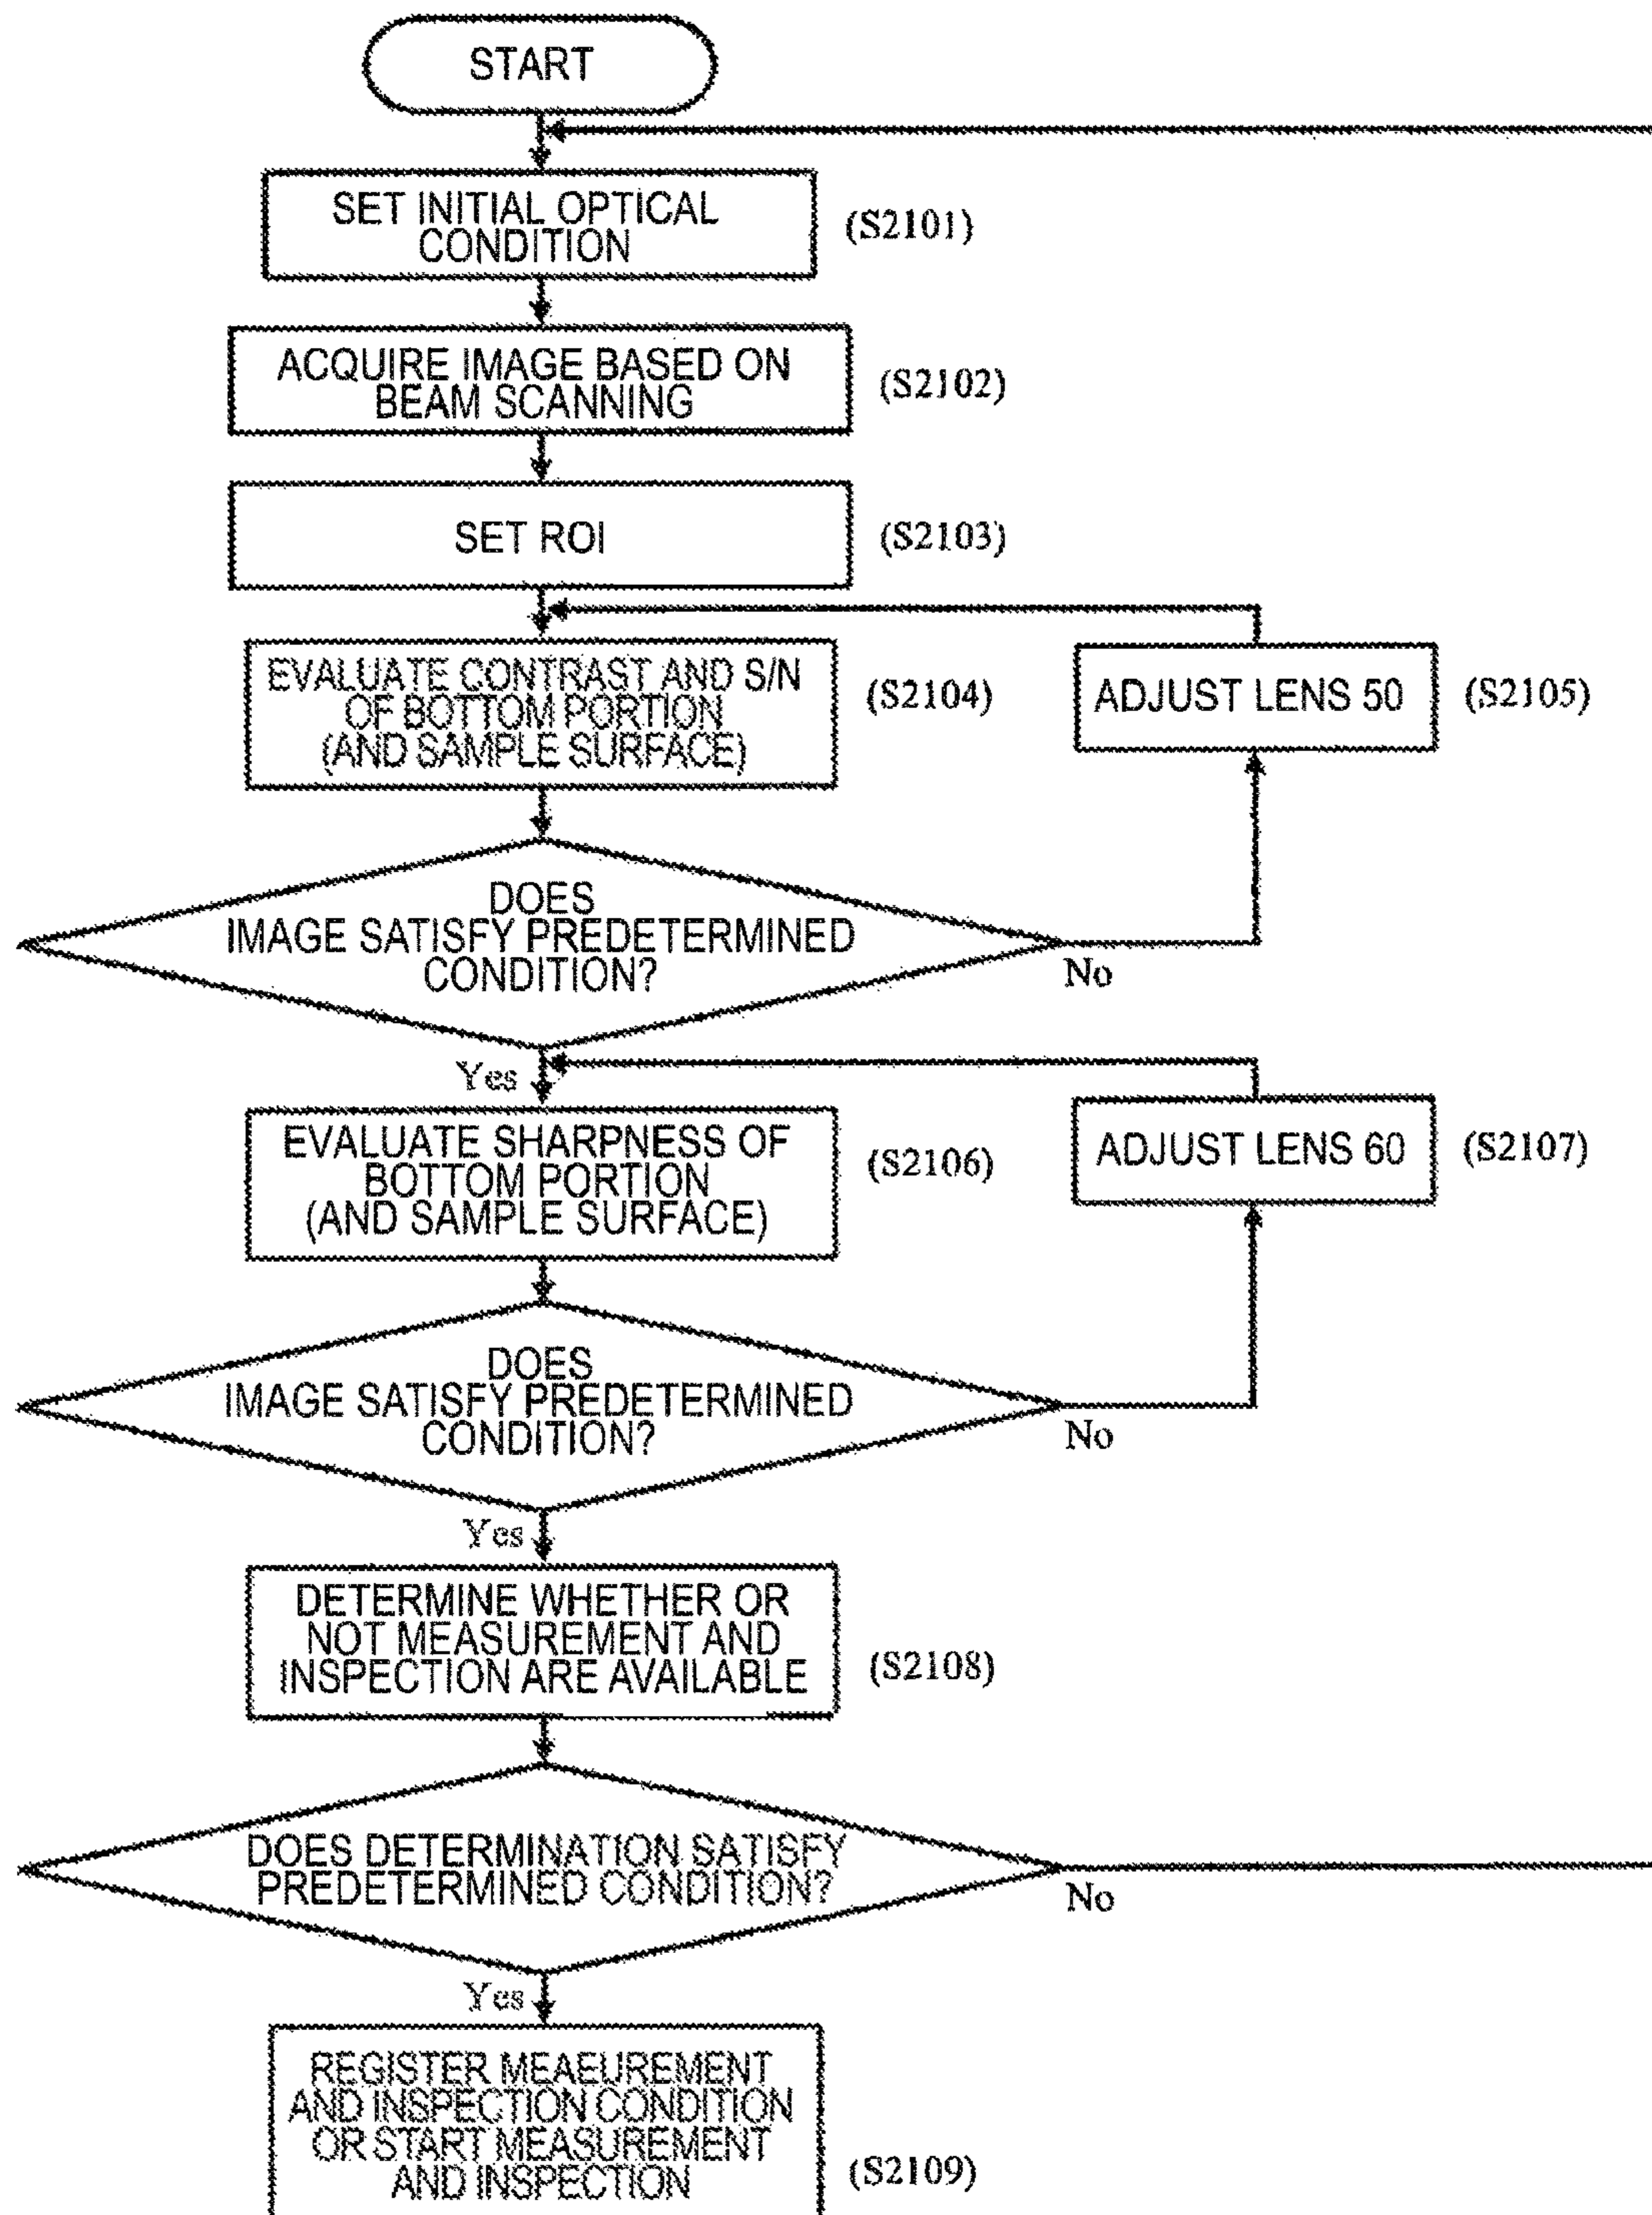 START
SET INITIAL OPTICAL
CONDITION
(S2101)
ACQUIRE IMAGE BASED ON
BEAM SCANNING
(S2102)
SET ROI
(S2103)
EVALUATE CONTRAST AND S/N
OF BOTTOM PORTION
(AND SAMPLE SURFACE)
(S2104)
ADJUST LENS 50
(S2105)
DOES
IMAGE SATISFY PREDETERMINED
CONDITION?
No
Yes
EVALUATE SHARPNESS OF
BOTTOM PORTION
(AND SAMPLE SURFACE)
(S2106)
ADJUST LENS 60
(S2107)
DOES
IMAGE SATISFY PREDETERMINED
CONDITION?
No
Yes
DETERMINE WHETHER OR
NOT MEASUREMENT AND
INSPECTION ARE AVAILABLE
(S2108)
DOES DETERMINATION SATISFY
PREDETERMINED CONDITION?
No
Yes
REGISTER MEAEUREMENT
AND INSPECTION CONDITION
OR START MEASUREMENT
AND INSPECTION
(S2109)